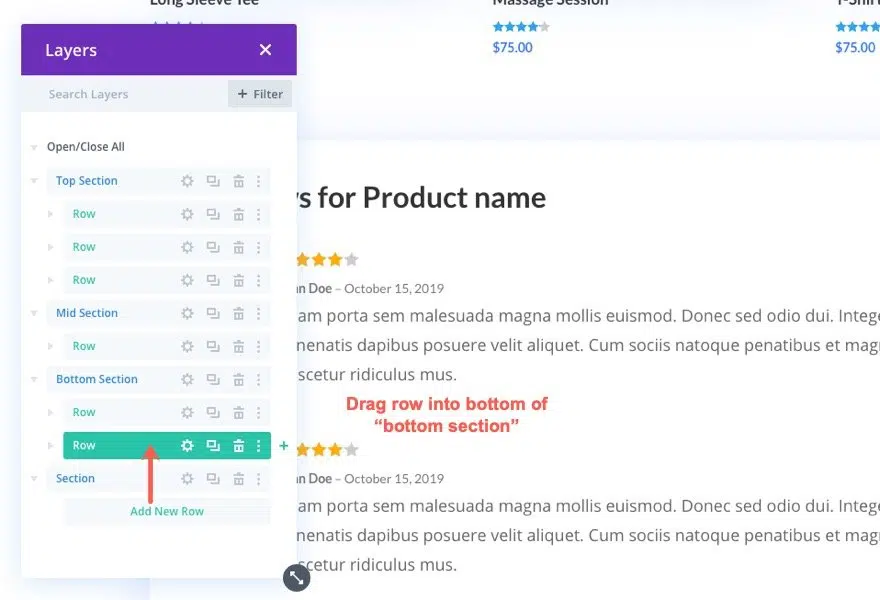 Long Sleeve Tee
Massage Session
T-Shirt
$75.00
$75.00
Layers
Search Layers
+ Filter
Open/Close All
Top Section
Row
Row
Row
Mid Section
Row
Bottom Section
Row
Row
Section
Add New Row
s for Product name
n Doe – October 15, 2019
am porta sem malesuada magna mollis euismod. Donec sed odio dui. Intege
nenatis dapibus posuere velit aliquet. Cum sociis natoque penatibus et mag
scetur ridiculus mus.
Drag row into bottom of
“bottom section”
n Doe – October 15, 2019
am porta sem malesuada magna mollis euismod. Donec sed odio dui. Intege
nenatis dapibus posuere velit aliquet. Cum sociis natoque penatibus et mag
scetur ridiculus mus.